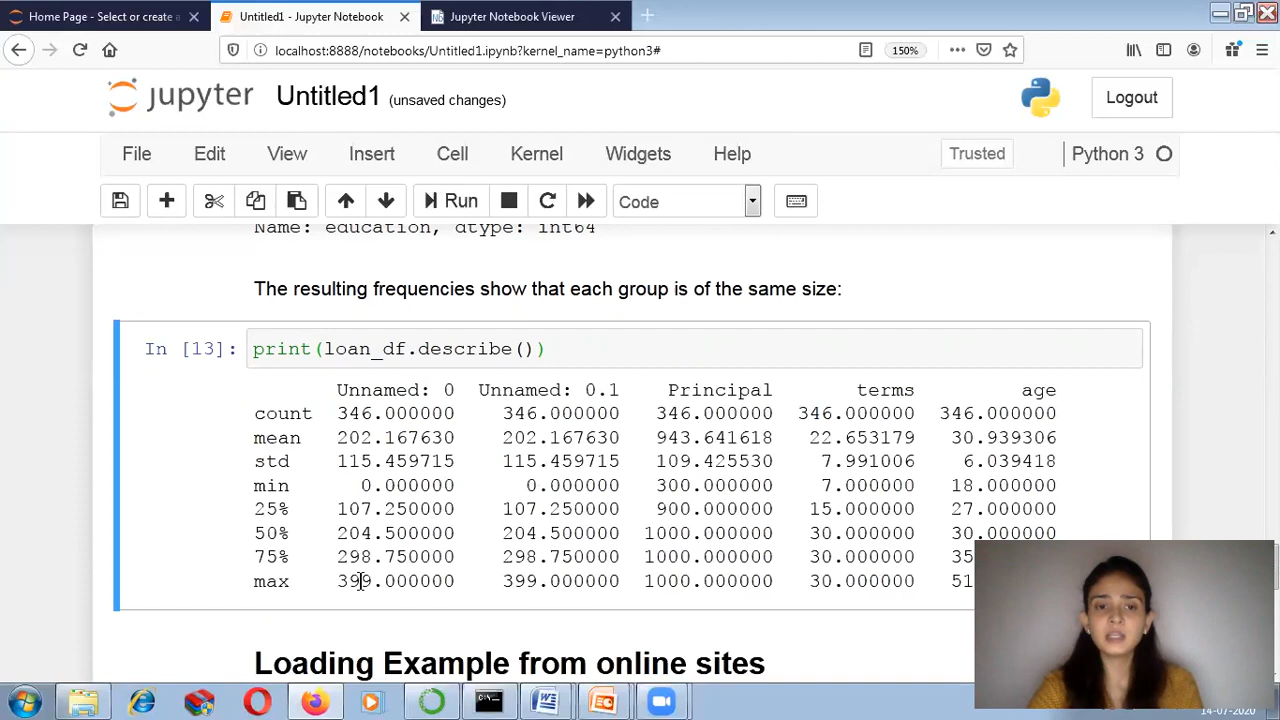 Home Page - Select or create a
Untitled1 - Jupyter Notebook
Jupyter Notebook Viewer
localhost:8888/notebooks/Untitled1.ipynb?kernel_name=python3#
150%
jupyter Untitled1 (unsaved changes)
Logout
File Edit View Insert Cell Kernel Widgets Help Trusted Python 3
Run Code
Name: education, dtype: int64
The resulting frequencies show that each group is of the same size:
In [13]: print(loan_df.describe())
Unnamed: 0 Unnamed: 0.1 Principal terms age
count 346.000000 346.000000 346.000000 346.000000 346.000000
mean 202.167630 202.167630 943.641618 22.653179 30.939306
std 115.459715 115.459715 109.425530 7.991006 6.039418
min 0.000000 0.000000 300.000000 7.000000 18.000000
25% 107.250000 107.250000 900.000000 15.000000 27.000000
50% 204.500000 204.500000 1000.000000 30.000000 30.000000
75% 298.750000 298.750000 1000.000000 30.000000 35
max 399.000000 399.000000 1000.000000 30.000000 51
Loading Example from online sites
14-07-2020